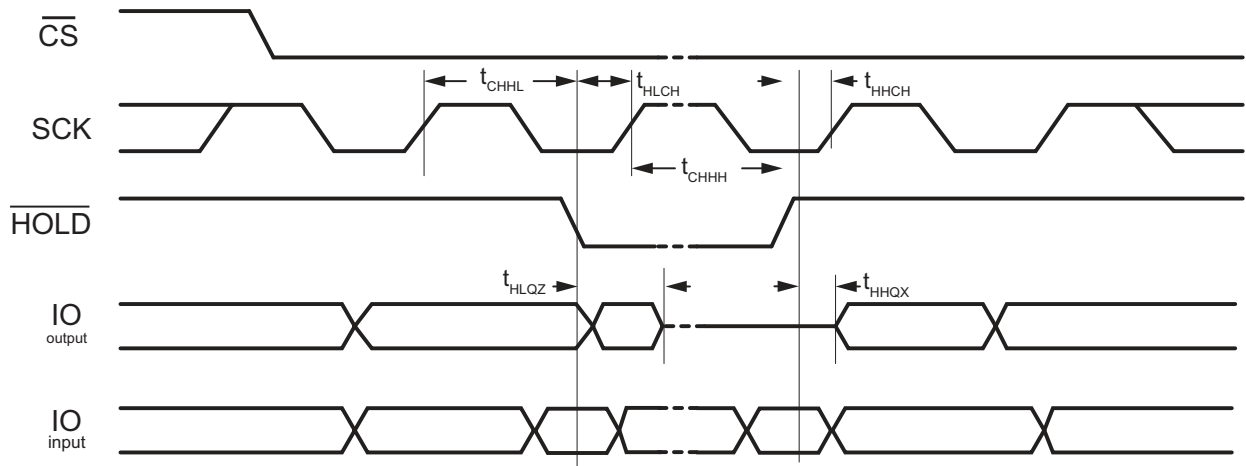 CS
tCHHL
tHLCH
tHHCH
SCK
tCHHH
HOLD
tHLQZ
tHHQX
IO
output
IO
input